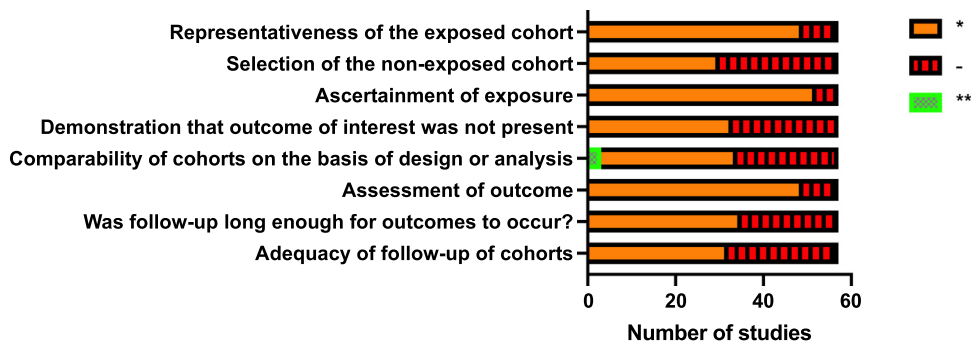 Representativeness of the exposed cohort
Selection of the non-exposed cohort
Ascertainment of exposure
Demonstration that outcome of interest was not present
Comparability of cohorts on the basis of design or analysis
Assessment of outcome
Was follow-up long enough for outcomes to occur?
Adequacy of follow-up of cohorts
0 20 40 60
Number of studies
*
-
**